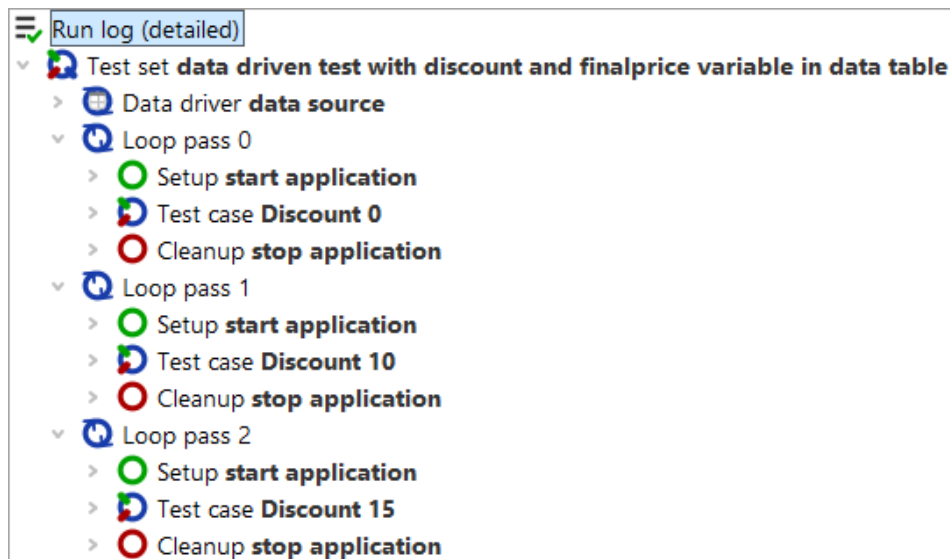 Run log (detailed)
Test set data driven test with discount and finalprice variable in data table
Data driver data source
Loop pass 0
Setup start application
Test case Discount 0
Cleanup stop application
Loop pass 1
Setup start application
Test case Discount 10
Cleanup stop application
Loop pass 2
Setup start application
Test case Discount 15
Cleanup stop application